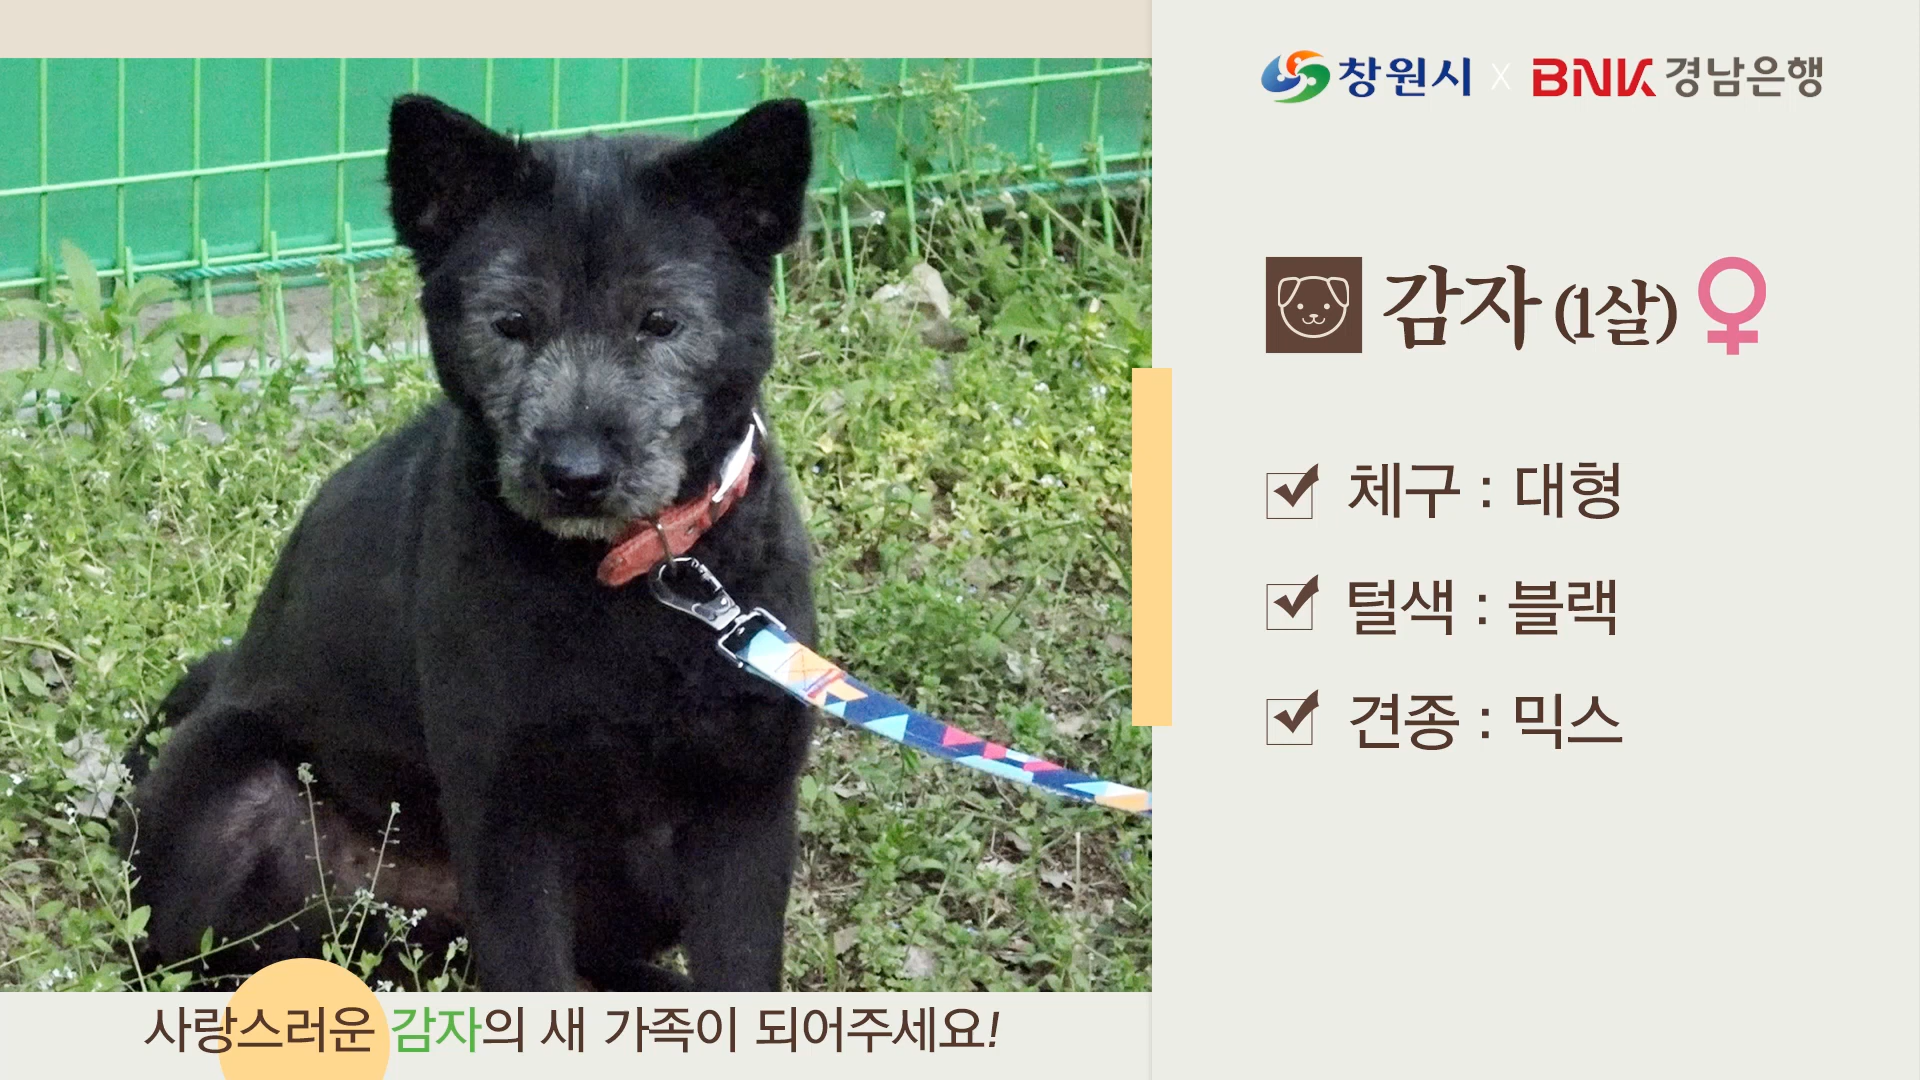 창원시 X BNK 경남은행
감자 (1살)
체구 : 대형
털색 : 블랙
견종 : 믹스
사랑스러운 감자의 새 가족이 되어주세요!